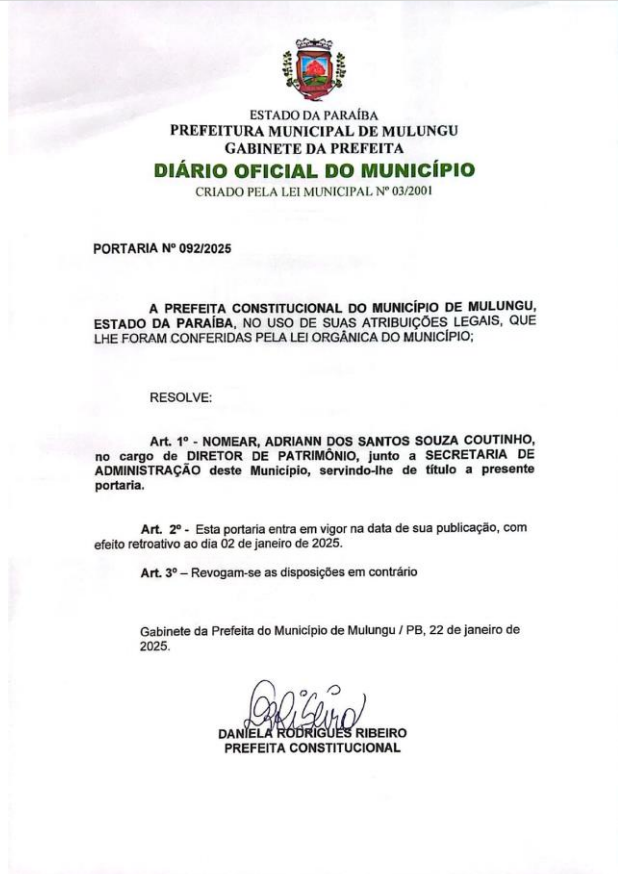 ESTADO DA PARAÍBA
PREFEITURA MUNICIPAL DE MULUNGU
GABINETE DA PREFEITA
DIÁRIO OFICIAL DO MUNICÍPIO
CRIADO PELA LEI MUNICIPAL Nº 03/2001
PORTARIA Nº 092/2025
A PREFEITA CONSTITUCIONAL DO MUNICÍPIO DE MULUNGU,
ESTADO DA PARAÍBA, NO USO DE SUAS ATRIBUIÇÕES LEGAIS, QUE
LHE FORAM CONFERIDAS PELA LEI ORGÂNICA DO MUNICÍPIO;
RESOLVE:
Art. 1º - NOMEAR, ADRIANN DOS SANTOS SOUZA COUTINHO,
no cargo de DIRETOR DE PATRIMÔNIO, junto a SECRETARIA DE
ADMINISTRAÇÃO deste Município, servindo-lhe de título a presente
portaria.
Art. 2º - Esta portaria entra em vigor na data de sua publicação, com
efeito retroativo ao dia 02 de janeiro de 2025.
Art. 3º – Revogam-se as disposições em contrário
Gabinete da Prefeita do Município de Mulungu / PB, 22 de janeiro de
2025.
DANIELA RODRIGUES RIBEIRO
PREFEITA CONSTITUCIONAL